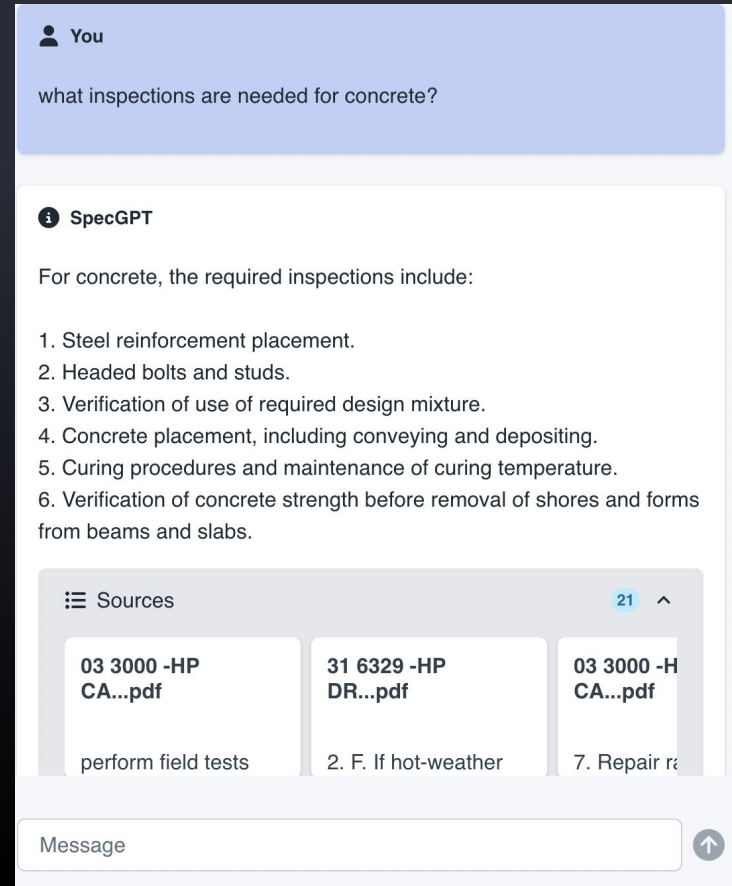 You
what inspections are needed for concrete?
SpecGPT
For concrete, the required inspections include:
1. Steel reinforcement placement.
2. Headed bolts and studs.
3. Verification of use of required design mixture.
4. Concrete placement, including conveying and depositing.
5. Curing procedures and maintenance of curing temperature.
6. Verification of concrete strength before removal of shores and forms
from beams and slabs.
Sources 21
03 3000 -HP
CA...pdf
perform field tests
31 6329 -HP
DR...pdf
2. F. If hot-weather
03 3000 -H
CA...pdf
7. Repair
Message